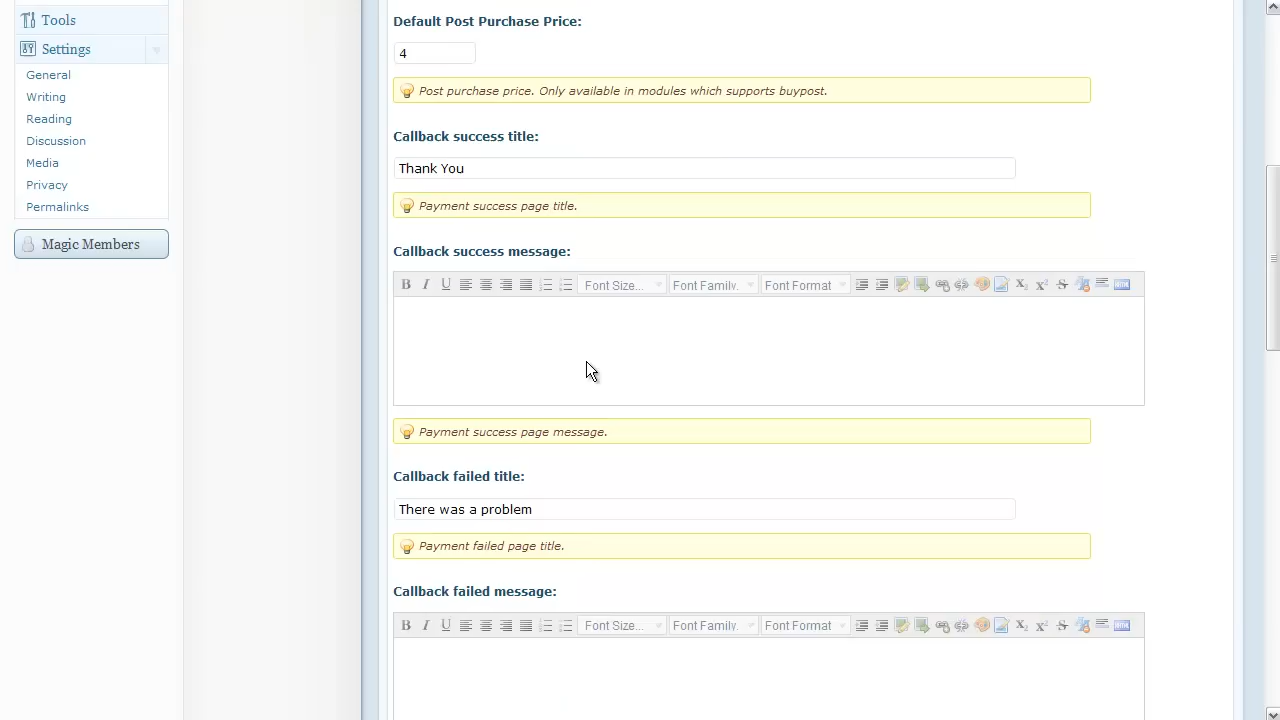 Tools
Settings
General
Writing
Reading
Discussion
Media
Privacy
Permalinks
Magic Members
Default Post Purchase Price:
4
Post purchase price. Only available in modules which supports buypost.
Callback success title:
Thank You
Payment success page title.
Callback success message:
B I U Font Size... Font Family. Font Format
Payment success page message.
Callback failed title:
There was a problem
Payment failed page title.
Callback failed message:
B I U Font Size... Font Family. Font Format